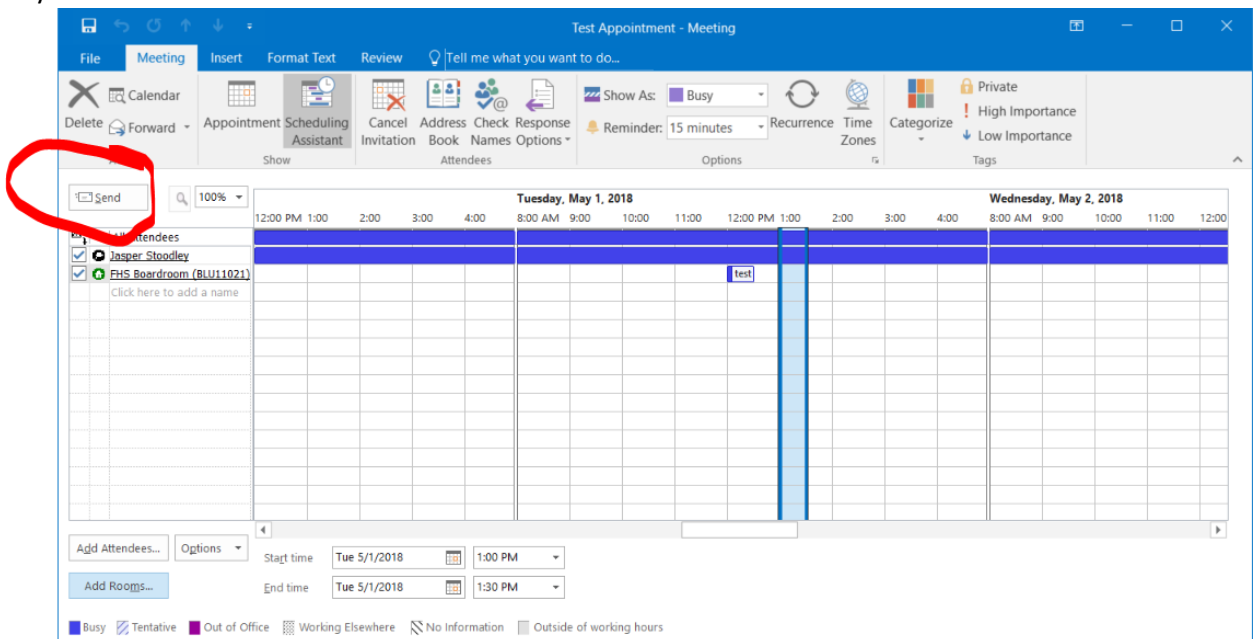 Test Appointment - Meeting
File Meeting Insert Format Text Review Tell me what you want to do...
Delete
Calendar
Forward
Appointment
Scheduling Assistant
Show
Cancel Invitation
Address Book
Check Names
Response Options
Attendees
Show As: Busy
Reminder: 15 minutes
Recurrence
Time Zones
Options
Categorize
Private
High Importance
Low Importance
Tags
Send
100%
Tuesday, May 1, 2018
Wednesday, May 2, 2018
12:00 PM 1:00 2:00 3:00 4:00 8:00 AM 9:00 10:00 11:00 12:00 PM 1:00 2:00 3:00 4:00 8:00 AM 9:00 10:00 11:00 12:00
Attendees
Jasper Stoodley
FHS Boardroom (BLU11021)
test
Click here to add a name
Add Attendees... Options
Start time Tue 5/1/2018 1:00 PM
Add Rooms...
End time Tue 5/1/2018 1:30 PM
Busy Tentative Out of Office Working Elsewhere No Information Outside of working hours